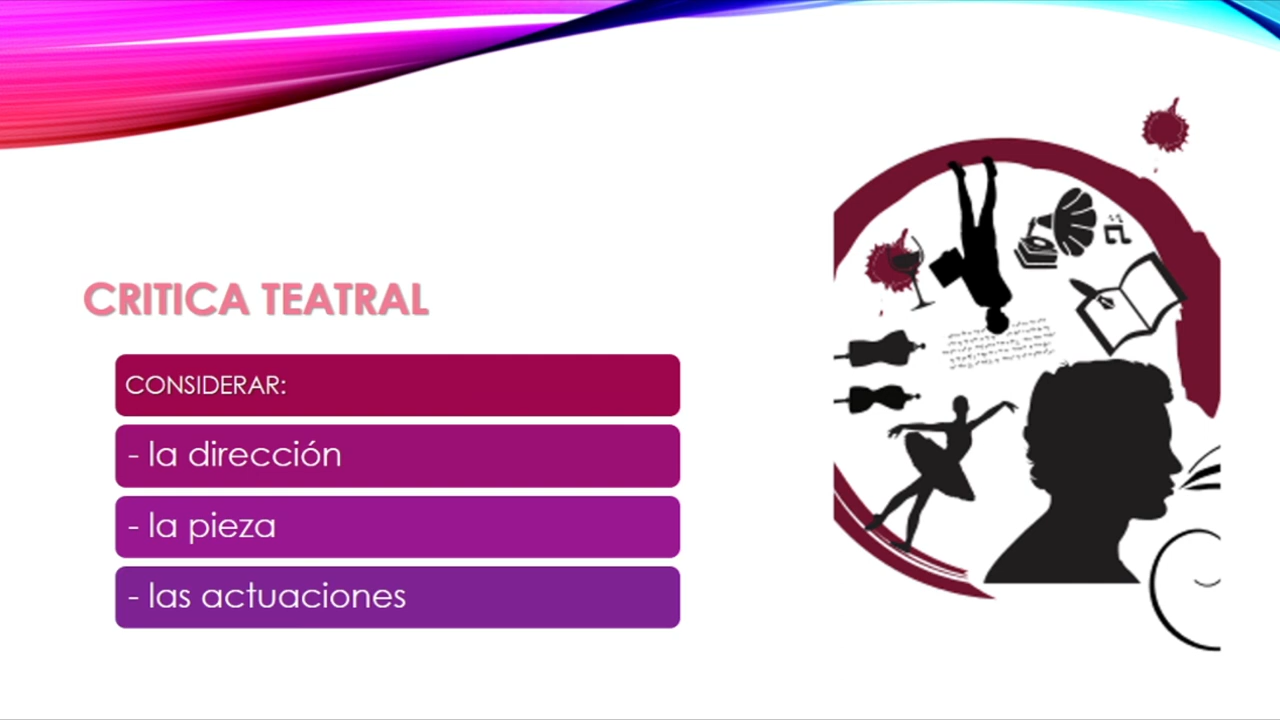 CRITICA TEATRAL
CONSIDERAR:
- la dirección
- la pieza
- las actuaciones